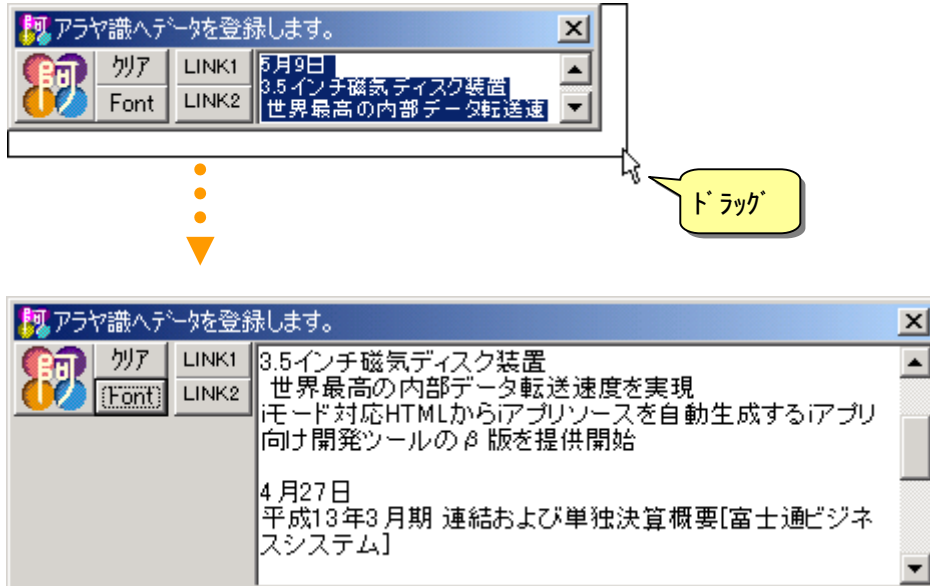 阿 アラヤ識へデータを登録します。
阿 クリア LINK1 5月9日
3.5インチ磁気ディスク装置
Font LINK2 世界最高の内部データ転送速
ドラッグ
阿 アラヤ識へデータを登録します。
阿 クリア LINK1 3.5インチ磁気ディスク装置
Font LINK2 世界最高の内部データ転送速度を実現
iモード対応HTMLからiアプリソースを自動生成するiアプリ
向け開発ツールのβ版を提供開始
4月27日
平成13年3月期 連結および単独決算概要[富士通ビジネ
スシステム]